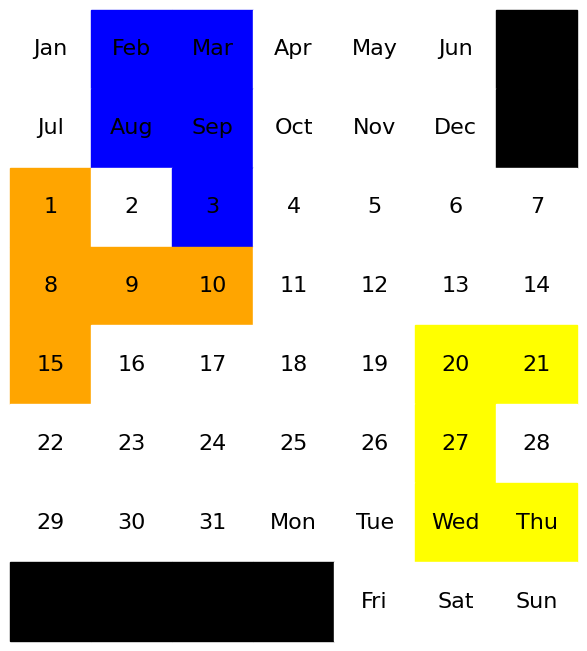 Jan Feb Mar Apr May Jun
Jul Aug Sep Oct Nov Dec
1 2 3 4 5 6 7
8 9 10 11 12 13 14
15 16 17 18 19 20 21
22 23 24 25 26 27 28
29 30 31 Mon Tue Wed Thu
Fri Sat Sun